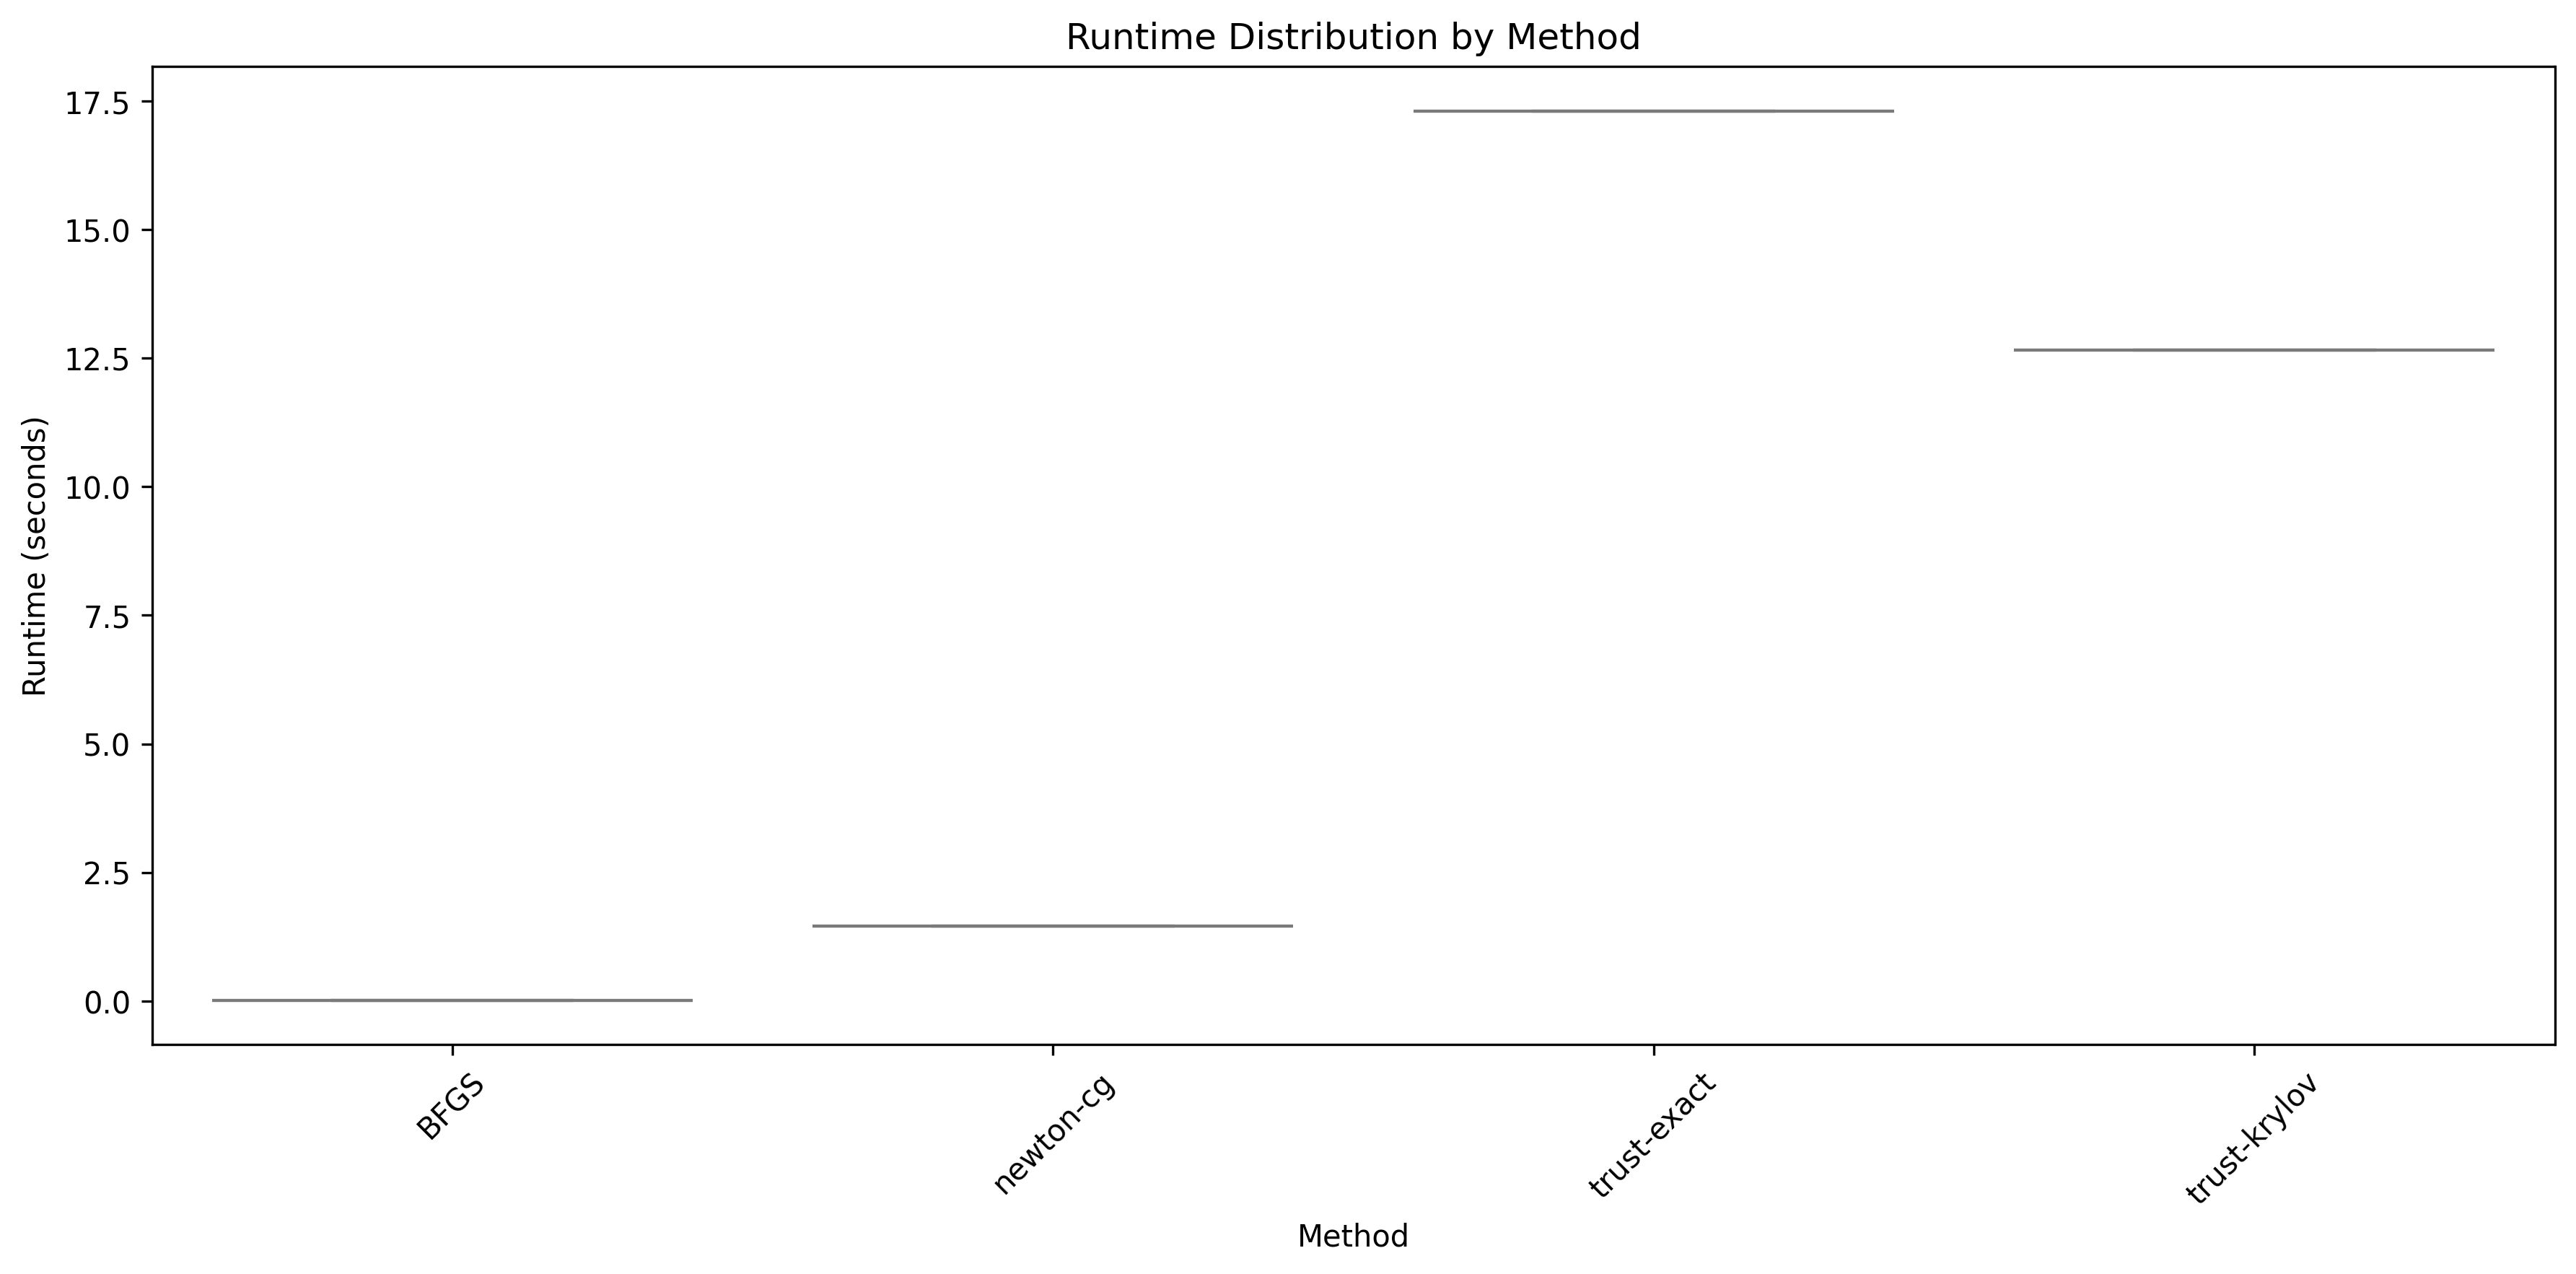 Runtime Distribution by Method
Runtime (seconds)
17.5
15.0
12.5
10.0
7.5
5.0
2.5
0.0
BFGS
newton-cg
trust-exact
trust-krylov
Method